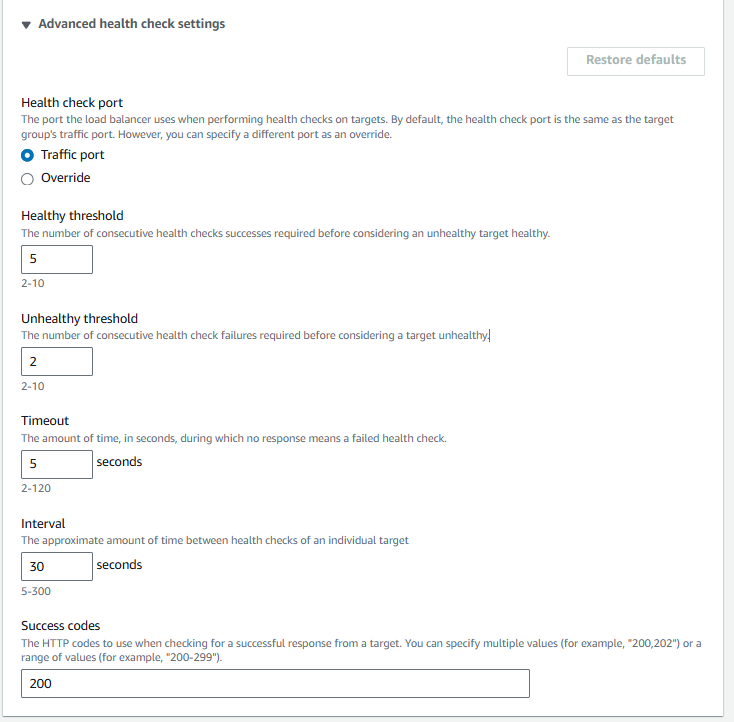 Advanced health check settings
Restore defaults
Health check port
The port the load balancer uses when performing health checks on targets. By default, the health check port is the same as the target
group's traffic port. However, you can specify a different port as an override.
Traffic port
Override
Healthy threshold
The number of consecutive health checks successes required before considering an unhealthy target healthy.
5
2-10
Unhealthy threshold
The number of consecutive health check failures required before considering a target unhealthy.
2
2-10
Timeout
The amount of time, in seconds, during which no response means a failed health check.
5 seconds
2-120
Interval
The approximate amount of time between health checks of an individual target
30 seconds
5-300
Success codes
The HTTP codes to use when checking for a successful response from a target. You can specify multiple values (for example, "200,202") or a
range of values (for example, "200-299").
200